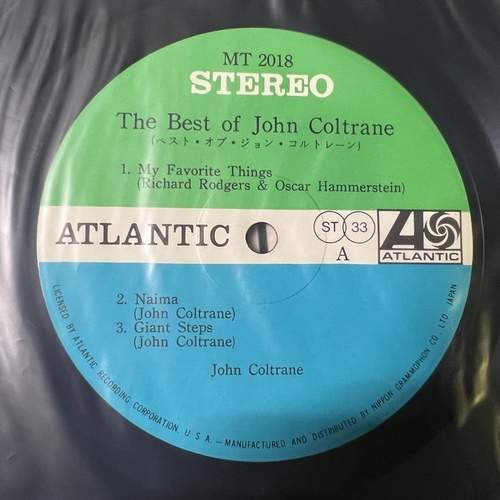 MT 2018
STEREO
The Best of John Coltrane
(ベスト・オブ・ジョン・コルトレーン)
1. My Favorite Things
(Richard Rodgers & Oscar Hammerstein)
ATLANTIC
ST 33
A
ATLANTIC
2. Naima
(John Coltrane)
3. Giant Steps
(John Coltrane)
John Coltrane
LICENSED BY ATLANTIC RECORDING CORPORATION U.S.A.—MANUFACTURED AND DISTRIBUTED BY NIPPON GRAMMOPHON CO., LTD. JAPAN